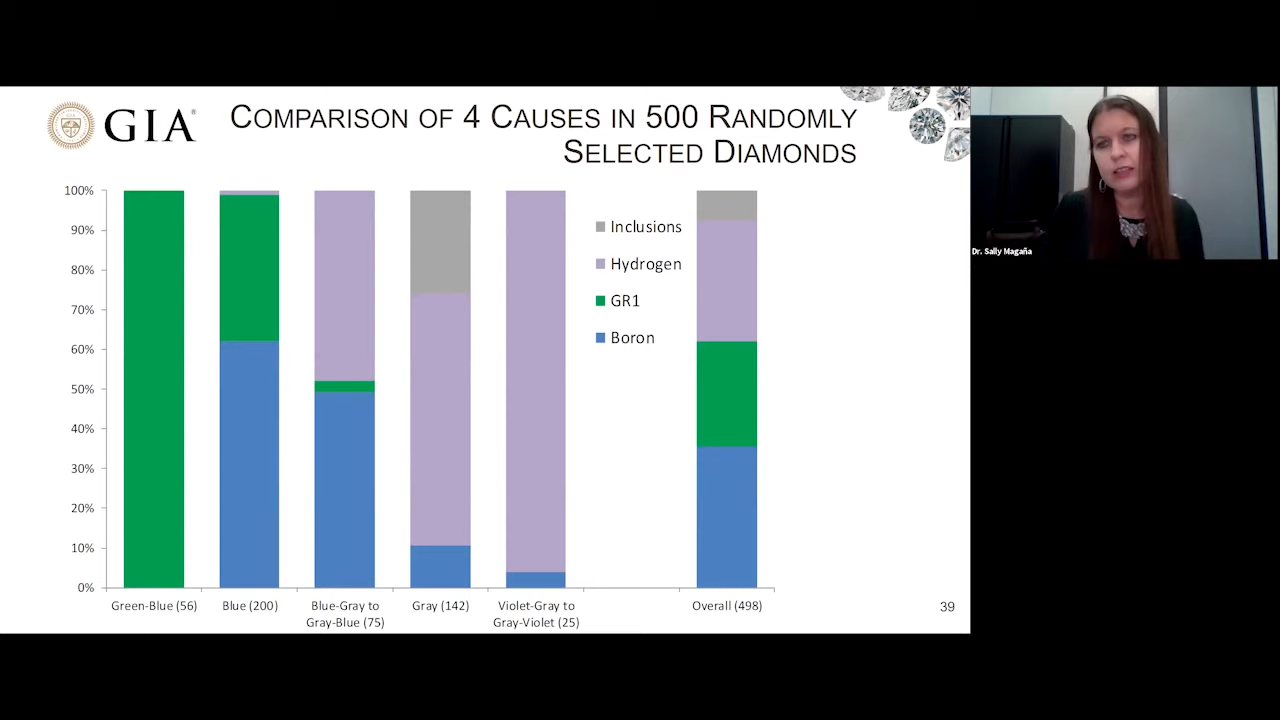 GIA®
COMPARISON OF 4 CAUSES IN 500 RANDOMLY
SELECTED DIAMONDS
100%
90%
80%
70%
60%
50%
40%
30%
20%
10%
0%
Inclusions
Hydrogen
GR1
Boron
Green-Blue (56)
Blue (200)
Blue-Gray to
Gray-Blue (75)
Gray (142)
Violet-Gray to
Gray-Violet (25)
Overall (498)
39
Dr. Sally Magaña